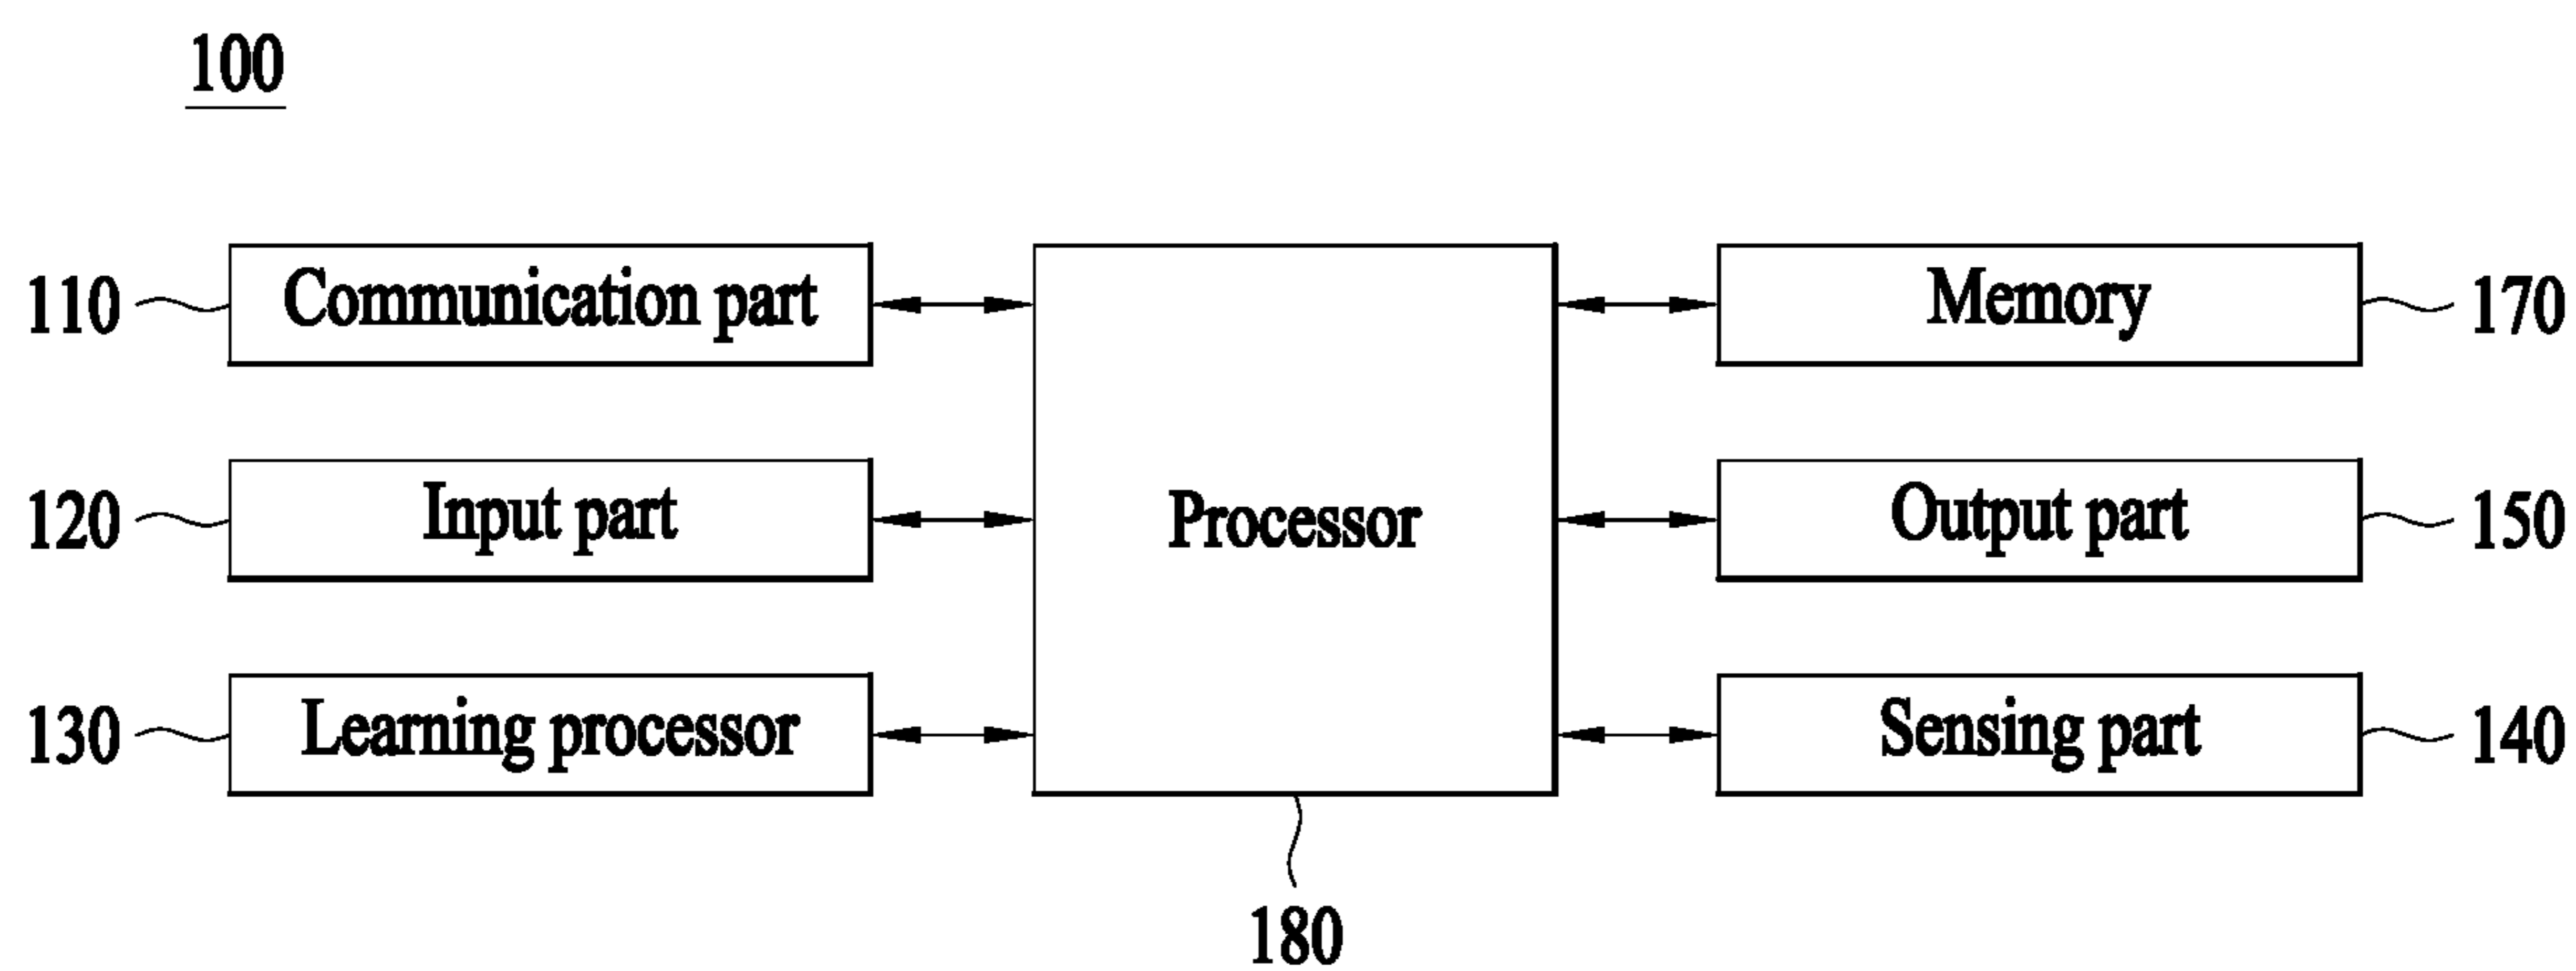 100
110 Communication part Memory 170
120 Input part Processor Output part 150
130 Learning processor Sensing part 140
180